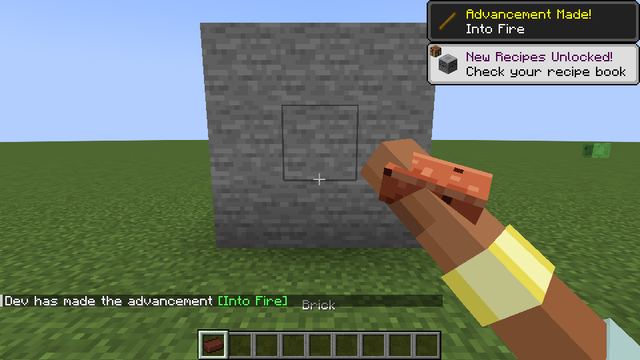 Advancement Made!
Into Fire
New Recipes Unlocked!
Check your recipe book
Dev has made the advancement [Into Fire]
Brick